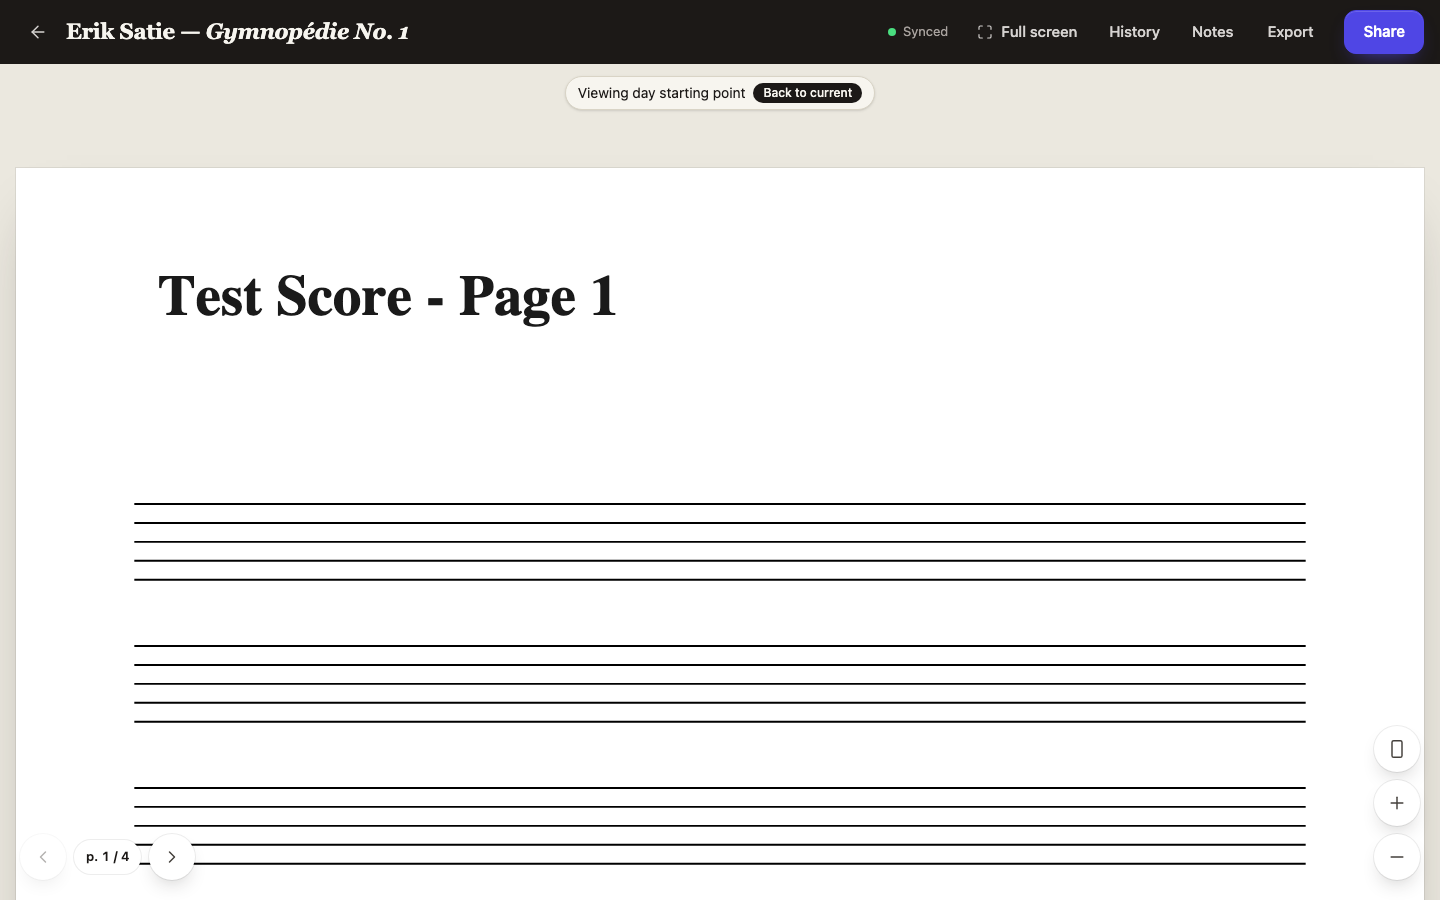 Erik Satie — Gymnopédie No. 1
Synced
Full screen
History
Notes
Export
Share
Viewing day starting point
Back to current
Test Score - Page 1
p. 1 / 4